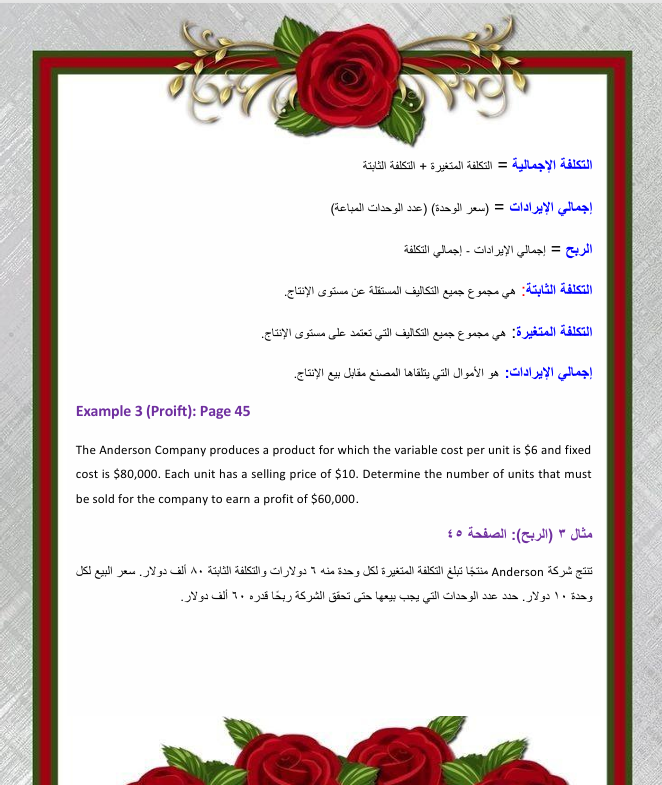 التكلفة الإجمالية = التكلفة المتغيرة + التكلفة الثابتة
إجمالي الإيرادات = (سعر الوحدة) (عدد الوحدات المباعة)
الربح = إجمالي الإيرادات - إجمالي التكلفة
التكلفة الثابتة: هي مجموع جميع التكاليف المستقلة عن مستوى الإنتاج.
التكلفة المتغيرة: هي مجموع جميع التكاليف التي تعتمد على مستوى الإنتاج.
إجمالي الإيرادات: هو الأموال التي يتلقاها المصنع مقابل بيع الإنتاج.
Example 3 (Proift): Page 45
The Anderson Company produces a product for which the variable cost per unit is $6 and fixed
cost is $80,000. Each unit has a selling price of $10. Determine the number of units that must
be sold for the company to earn a profit of $60,000.
مثال ٣ (الربح): الصفحة ٤٥
تنتج شركة Anderson منتجًا تبلغ التكلفة المتغيرة لكل وحدة منه ٦ دولارات والتكلفة الثابتة ٨٠ ألف دولار. سعر البيع لكل
وحدة ١٠ دولار. حدد عدد الوحدات التي يجب بيعها حتى تحقق الشركة ربحًا قدره ٦٠ ألف دولار.